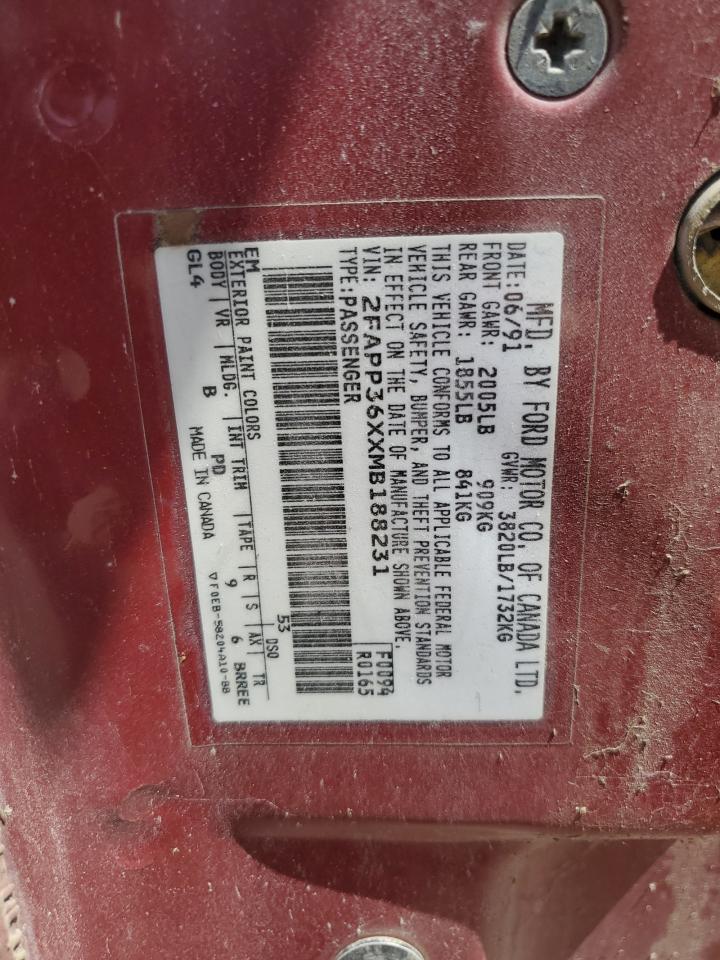 MFD: BY FORD MOTOR CO. OF CANADA LTD.
DATE: 06/91 GVWR: 3820LB/1732KG
FRONT GAWR: 2005LB 909KG
REAR GAWR: 1855LB 841KG
THIS VEHICLE CONFORMS TO ALL APPLICABLE FEDERAL MOTOR
VEHICLE SAFETY, BUMPER, AND THEFT PREVENTION STANDARDS
IN EFFECT ON THE DATE OF MANUFACTURE SHOWN ABOVE.
VIN: 2FAPP36XXMB188231 F0094
TYPE: PASSENGER R0165
EM 53 DSO
EXTERIOR PAINT COLORS
BODY | VR | MLDG. | INT TRIM | TAPE | R | S | AX | TR
GL4 B PD 9 6 BRREE
MADE IN CANADA ▽F0EB-58204A10-BB